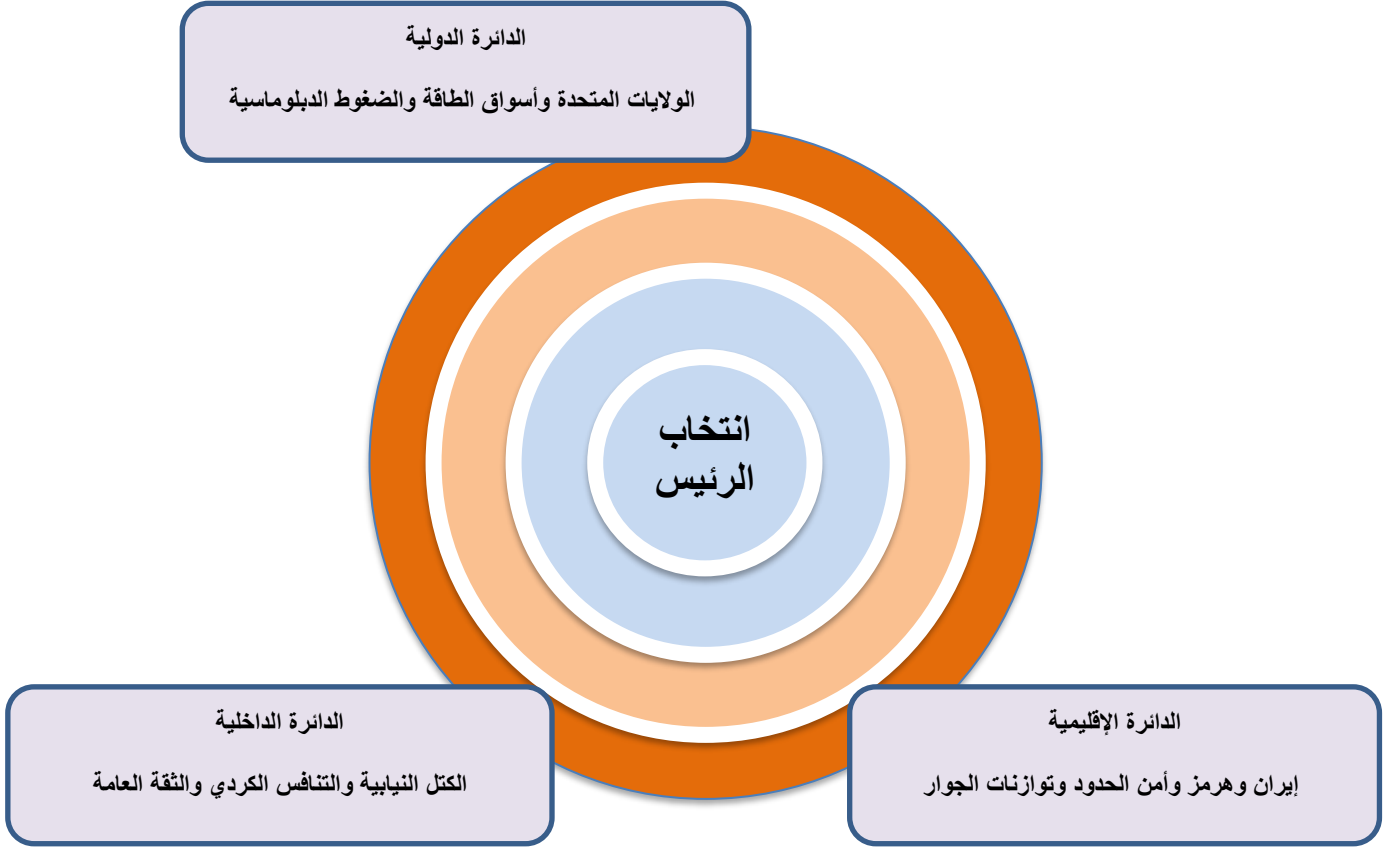 الدائرة الدولية
الولايات المتحدة وأسواق الطاقة والضغوط الدبلوماسية
انتخاب
الرئيس
الدائرة الإقليمية
إيران وهرمز وأمن الحدود وتوازنات الجوار
الدائرة الداخلية
الكتل النيابية والتنافس الكردي والثقة العامة